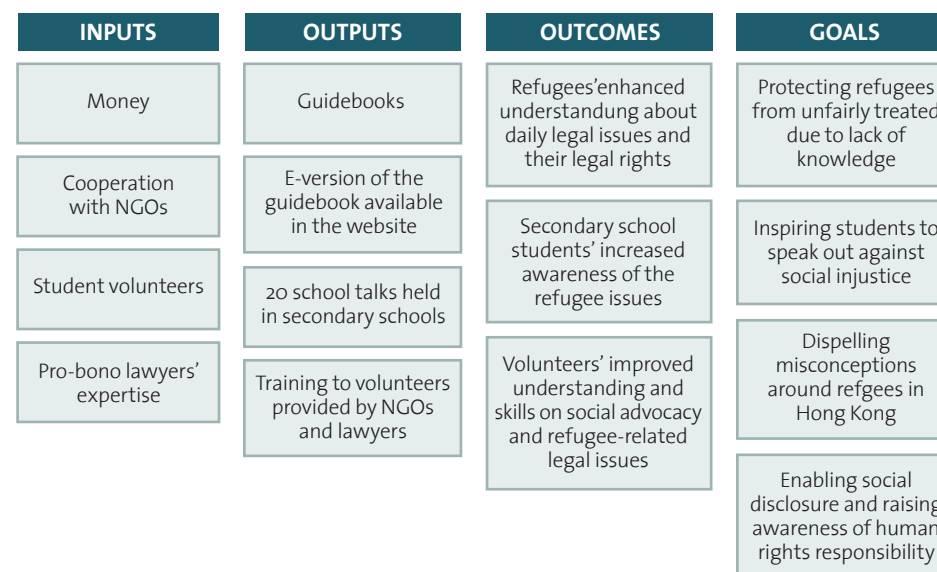 INPUTS
Money
Cooperation
with NGOs
Student volunteers
Pro-bono lawyers’
expertise
OUTPUTS
Guidebooks
E-version of the
guidebook available
in the website
20 school talks held
in secondary schools
Training to volunteers
provided by NGOs
and lawyers
OUTCOMES
Refugees’enhanced
understandung about
daily legal issues and
their legal rights
Secondary school
students’ increased
awareness of the
refugee issues
Volunteers’ improved
understanding and
skills on social advocacy
and refugee-related
legal issues
GOALS
Protecting refugees
from unfairly treated
due to lack of
knowledge
Inspiring students to
speak out against
social injustice
Dispelling
misconceptions
around refgees in
Hong Kong
Enabling social
disclosure and raising
awareness of human
rights responsibility